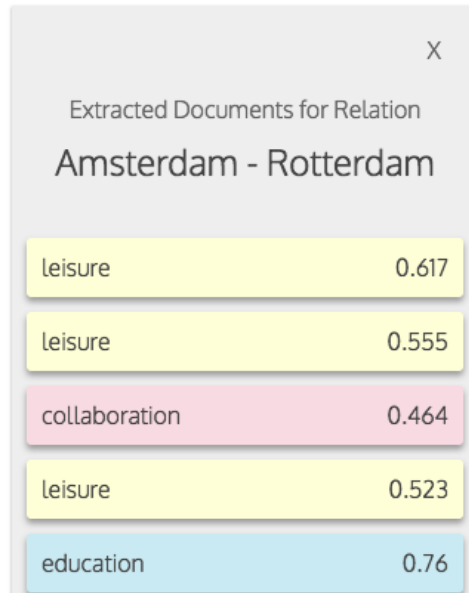 X
Extracted Documents for Relation
Amsterdam - Rotterdam
leisure 0.617
leisure 0.555
collaboration 0.464
leisure 0.523
education 0.76